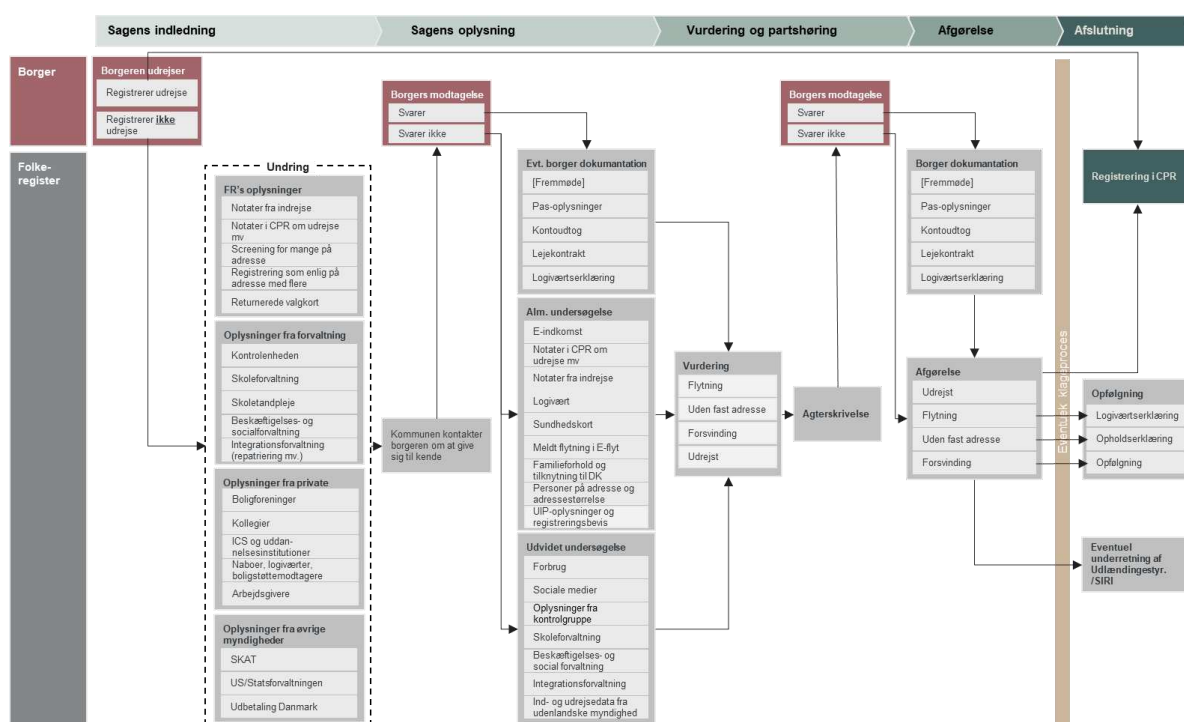 Sagens indledning
Sagens oplysning
Vurdering og partshøring
Afgørelse
Afslutning
Borger
Borgeren udrejser
Registrerer udrejse
Registrerer ikke
udrejse
Borgers modtagelse
Svarer
Svarer ikke
Borgers modtagelse
Svarer
Svarer ikke
Folke-
register
Undring
FR's oplysninger
Notater fra indrejse
Notater i CPR om udrejse
mv
Screening for mange på
adresse
Registrering som enlig på
adresse med flere
Returnerede valgkort
Oplysninger fra forvaltning
Kontrolenheden
Skoleforvaltning
Skoletandpleje
Beskæftigelses- og
socialforvaltning
Integrationsforvaltning
(repatriering mv.)
Oplysninger fra private
Boligforeninger
Kollegier
ICS og uddan-
nelsesinstitutioner
Naboer, logiværter,
boligstøttemodtagere
Arbejdsgivere
Oplysninger fra øvrige
myndigheder
SKAT
US/Statsforvaltningen
Udbetaling Danmark
Kommunen kontakter
borgeren om at give
sig til kende
Evt. borger dokumantation
[Fremmøde]
Pas-oplysninger
Kontoudtog
Lejekontrakt
Logiværtserklæring
Alm. undersøgelse
E-indkomst
Notater i CPR om
udrejse mv
Notater fra indrejse
Logivært
Sundhedskort
Meldt flytning i E-flyt
Familieforhold og
tilknytning til DK
Personer på adresse og
adressestørrelse
UIP-oplysninger og
registreringsbevis
Udvidet undersøgelse
Forbrug
Sociale medier
Oplysninger fra
kontrolgruppe
Skoleforvaltning
Beskæftigelses- og
social forvaltning
Integrationsforvaltning
Ind- og udrejsedata fra
udenlandske myndighed
Vurdering
Flytning
Uden fast adresse
Forsvinding
Udrejst
Agterskrivelse
Borger dokumantation
[Fremmøde]
Pas-oplysninger
Kontoudtog
Lejekontrakt
Logiværtserklæring
Afgørelse
Udrejst
Flytning
Uden fast adresse
Forsvinding
Eventuel klageproces
Registrering i CPR
Opfølgning
Logiværtserklæring
Opholdserklæring
Opfølgning
Eventuel
underretning af
Udlændingestyr.
/SIRI